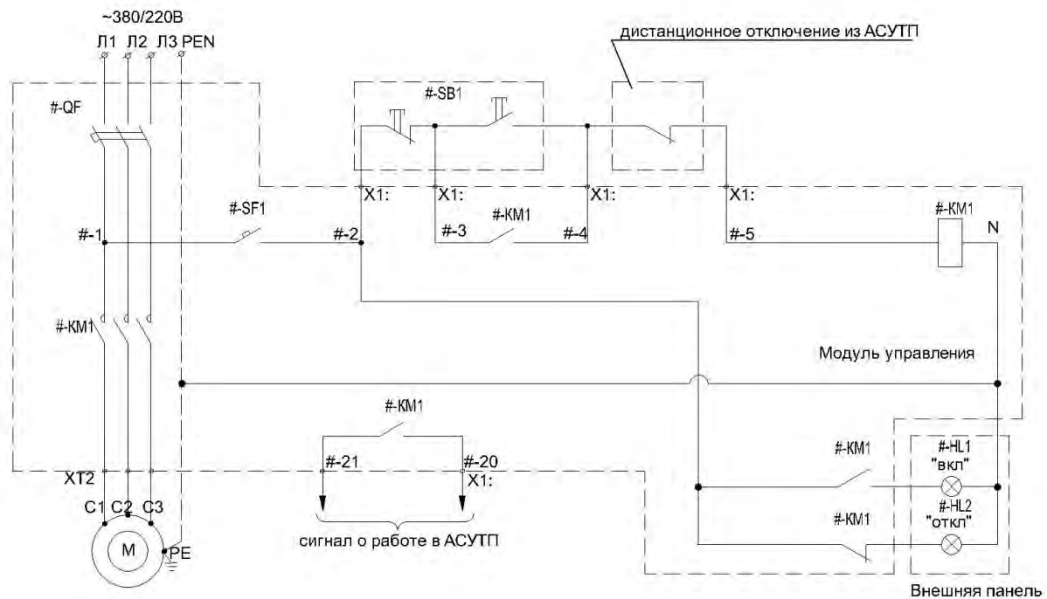 ~380/220В
Л1 Л2 Л3 PEN
дистанционное отключение из АСУТП
#-QF
#-SB1
X1: X1: X1: X1:
#-SF1
#-KM1
#-KM1
N
#-1
#-2
#-3
#-4
#-5
#-KM1
Модуль управления
#-KM1
#-21
#-20
X1:
XT2
#-KM1
#-HL1
"вкл"
#-KM1
#-HL2
"откл"
C1 C2 C3
M
PE
сигнал о работе в АСУТП
Внешняя панель